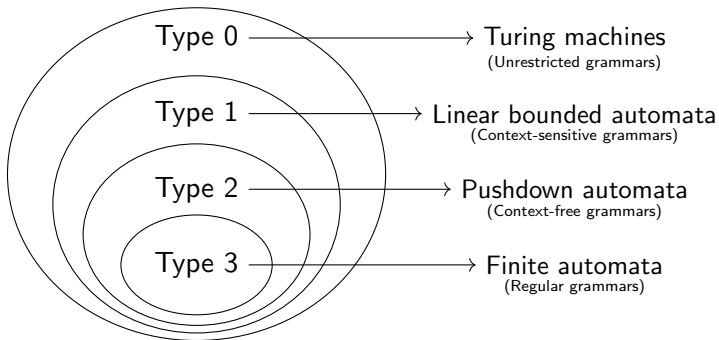 Type 0
Turing machines
(Unrestricted grammars)
Type 1
Linear bounded automata
(Context-sensitive grammars)
Type 2
Pushdown automata
(Context-free grammars)
Type 3
Finite automata
(Regular grammars)